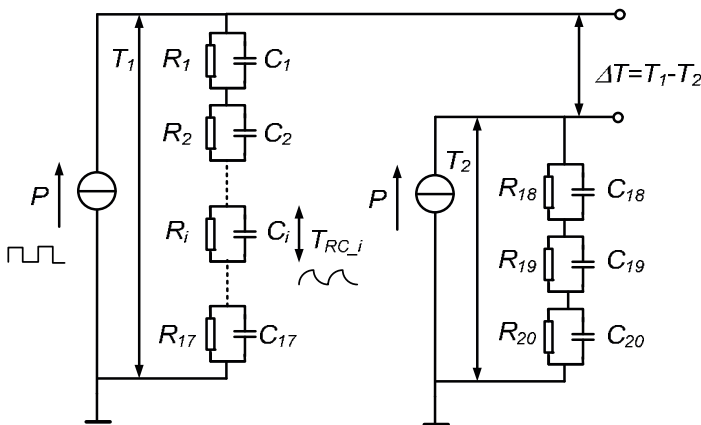 T1
R1 C1
ΔT=T1-T2
R2 C2
T2
P
P
R18 C18
Ri Ci TRC_i
R19 C19
R17 C17
R20 C20